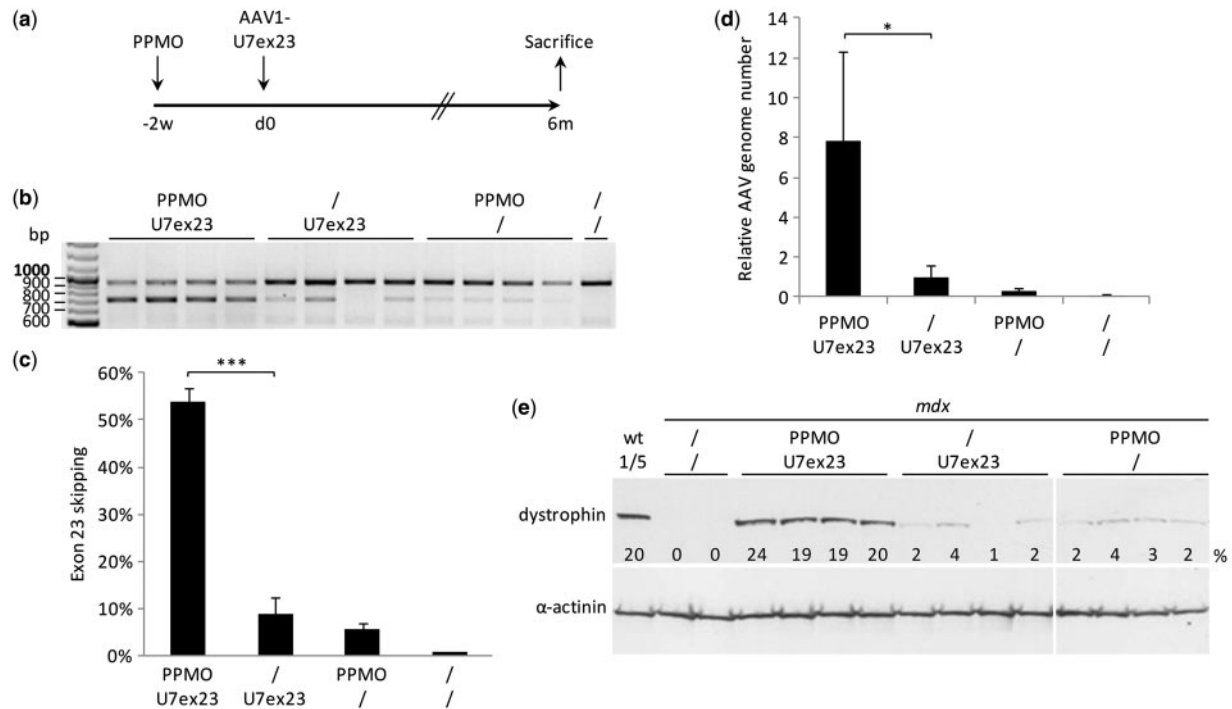 (a)
AAV1-
PPMO U7ex23 Sacrifice
-2w d0 6m
(b)
PPMO / PPMO /
U7ex23 U7ex23 / /
bp
1000
900
800
700
600
(c)
60%
50%
40%
30%
20%
10%
0%
Exon 23 skipping
***
PPMO / PPMO /
U7ex23 U7ex23 / /
(d)
14
12
10
8
6
4
2
0
Relative AAV genome number
*
PPMO / PPMO /
U7ex23 U7ex23 / /
(e)
mdx
wt / PPMO / PPMO
1/5 / U7ex23 U7ex23 /
dystrophin
20 0 0 24 19 19 20 2 4 1 2 2 4 3 2 %
α-actinin